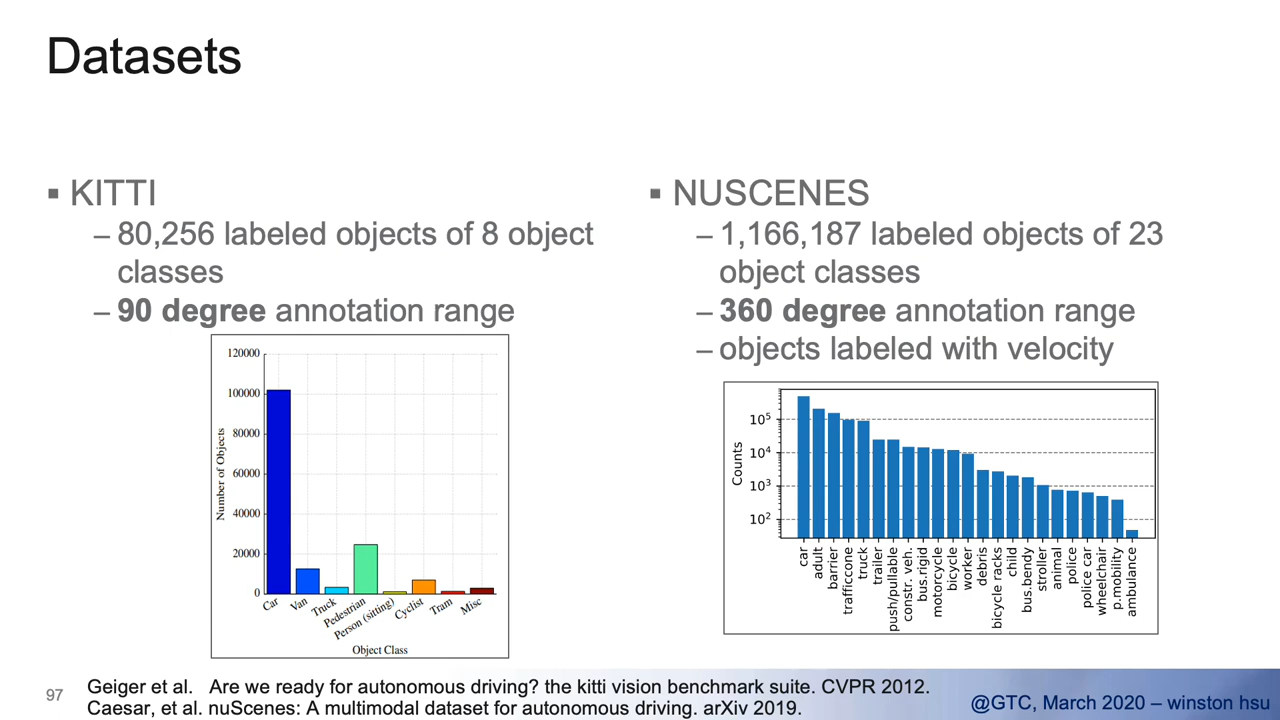 Datasets
▪ KITTI
– 80,256 labeled objects of 8 object
classes
– 90 degree annotation range
120000
100000
80000
60000
40000
20000
0
Number of Objects
Car
Van
Truck
Pedestrian
Person (sitting)
Cyclist
Tram
Misc
Object Class
▪ NUSCENES
– 1,166,187 labeled objects of 23
object classes
– 360 degree annotation range
– objects labeled with velocity
10⁵
10⁴
10³
10²
Counts
car
adult
barrier
trafficcone
truck
trailer
push/pullable
constr. veh.
bus.rigid
motorcycle
bicycle
worker
debris
bicycle racks
child
bus.bendy
stroller
animal
police
police car
wheelchair
p.mobility
ambulance
97
Geiger et al. Are we ready for autonomous driving? the kitti vision benchmark suite. CVPR 2012.
Caesar, et al. nuScenes: A multimodal dataset for autonomous driving. arXiv 2019.
@GTC, March 2020 – winston hsu